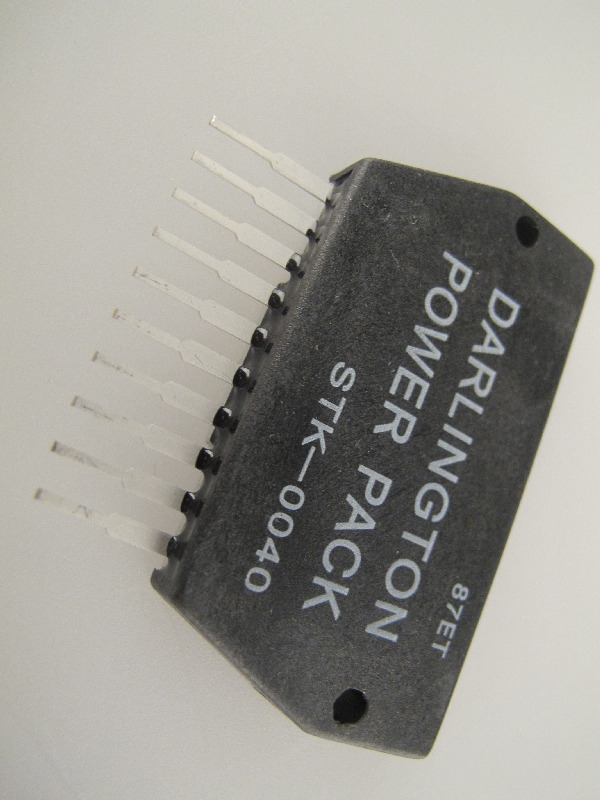 DARLINGTON
POWER PACK
STK-0040
87ET